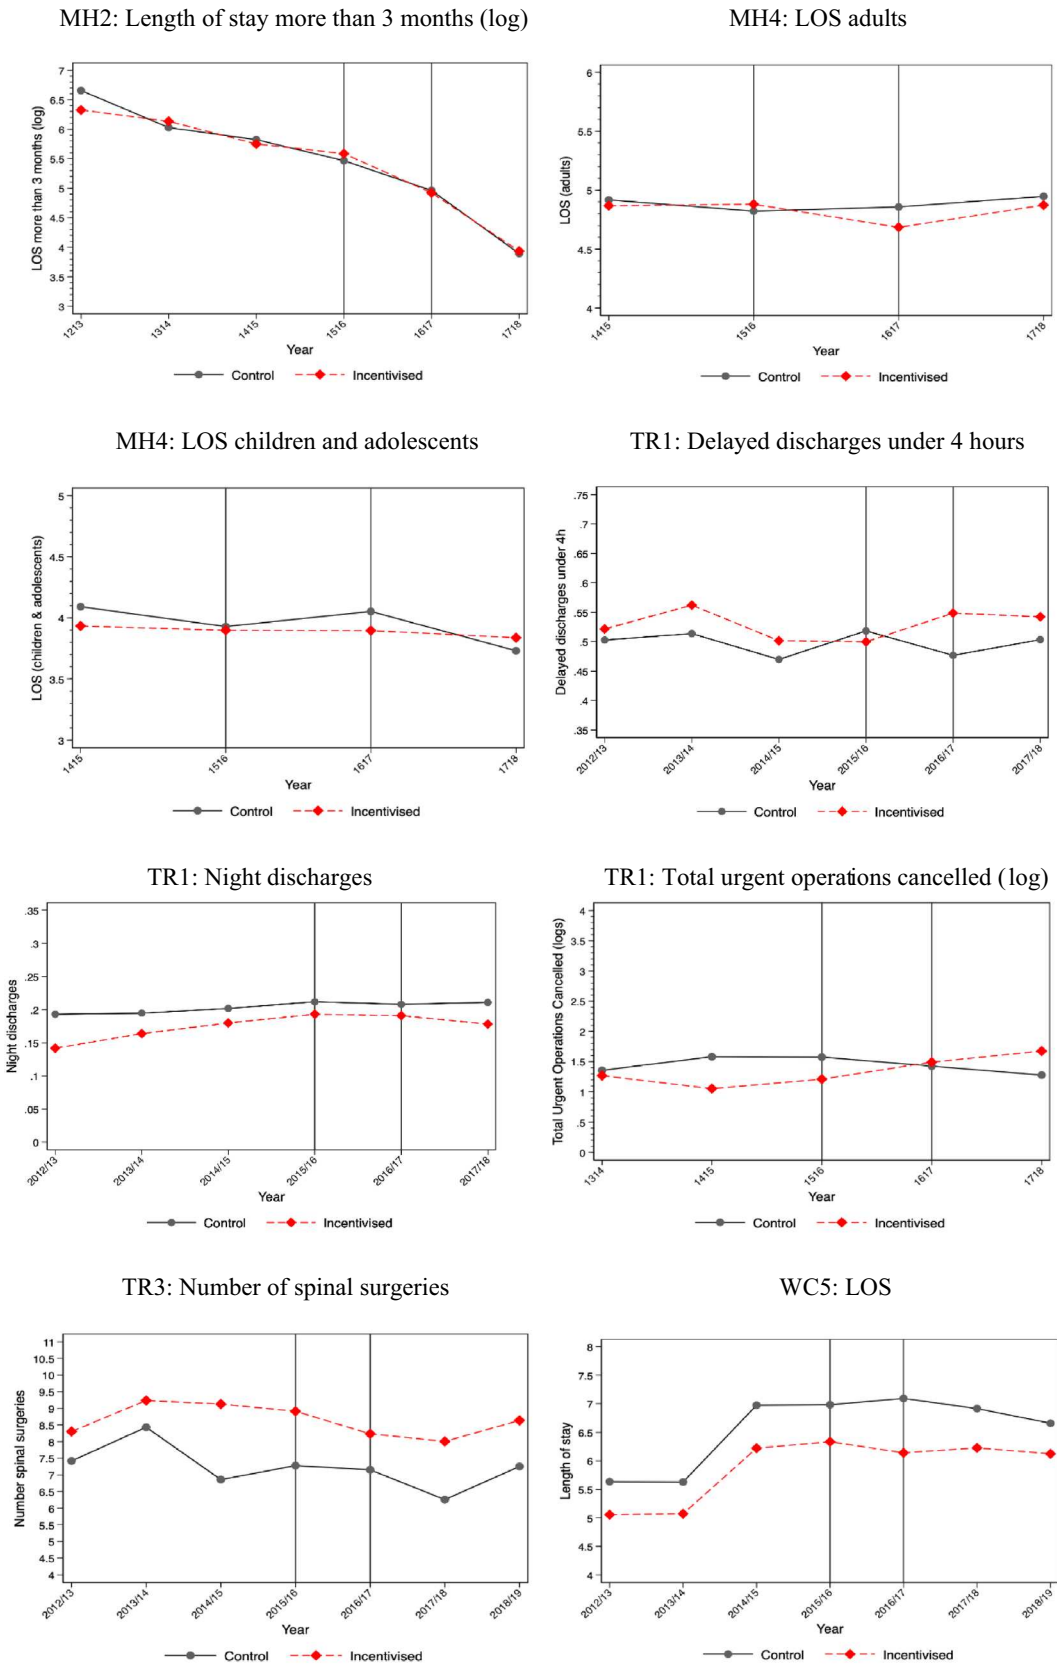 MH2: Length of stay more than 3 months (log)
LOS more than 3 months (log)
7
6.5
6
5.5
5
4.5
4
3.5
3
1213
1314
1415
1516
1617
1718
Year
Control
Incentivised
MH4: LOS adults
LOS (adults)
6
5.5
5
4.5
4
1415
1516
1617
1718
Year
Control
Incentivised
MH4: LOS children and adolescents
LOS (children & adolescents)
5
4.5
4
3.5
3
1415
1516
1617
1718
Year
Control
Incentivised
TR1: Delayed discharges under 4 hours
Delayed discharges under 4h
.75
.7
.65
.6
.55
.5
.45
.4
.35
2012/13
2013/14
2014/15
2015/16
2016/17
2017/18
Year
Control
Incentivised
TR1: Night discharges
Night discharges
.35
.3
.25
.2
.15
.1
.05
0
2012/13
2013/14
2014/15
2015/16
2016/17
2017/18
Year
Control
Incentivised
TR1: Total urgent operations cancelled (log)
Total Urgent Operations Cancelled (logs)
4
3.5
3
2.5
2
1.5
1
.5
0
1314
1415
1516
1617
1718
Year
Control
Incentivised
TR3: Number of spinal surgeries
Number spinal surgeries
11
10.5
10
9.5
9
8.5
8
7.5
7
6.5
6
5.5
5
4.5
4
2012/13
2013/14
2014/15
2015/16
2016/17
2017/18
2018/19
Year
Control
Incentivised
WC5: LOS
Length of stay
8
7.5
7
6.5
6
5.5
5
4.5
4
2012/13
2013/14
2014/15
2015/16
2016/17
2017/18
2018/19
Year
Control
Incentivised